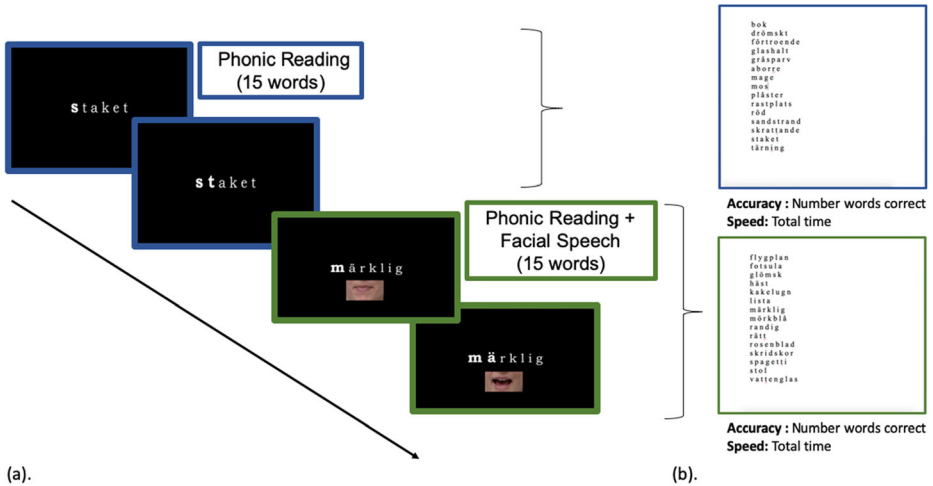 Phonic Reading
(15 words)
staket
staket
Phonic Reading +
Facial Speech
(15 words)
märklig
märklig
(a).
bok
drömskt
förtroende
glashalt
gråsparv
aborre
mage
mos
plåster
rastplats
röd
sandstrand
skrattande
staket
tärning
Accuracy : Number words correct
Speed: Total time
flygplan
fotsula
glömsk
häst
kakelugn
lista
märklig
mörkblå
randig
rätt
rosenblad
skridskor
spagetti
stol
vattenglas
Accuracy : Number words correct
Speed: Total time
(b).